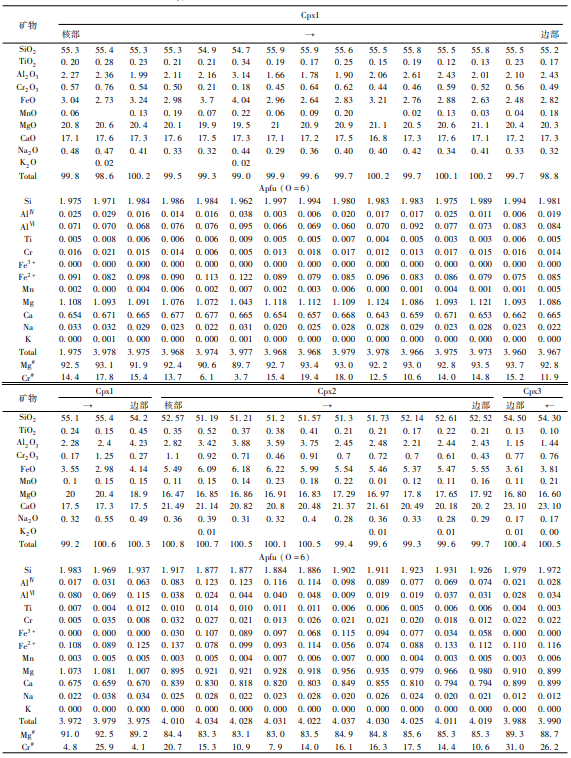 矿物 Cpx1
核部 → 边部
SiO2 55.3 55.4 55.3 55.3 54.9 54.7 55.9 55.9 55.6 55.5 55.8 55.5 55.8 55.5 55.2
TiO2 0.20 0.28 0.23 0.21 0.21 0.34 0.19 0.17 0.25 0.15 0.19 0.12 0.13 0.23 0.17
Al2O3 2.27 2.36 1.99 2.11 2.16 3.14 1.66 1.78 1.90 2.06 2.61 2.43 2.01 2.10 2.43
Cr2O3 0.57 0.76 0.54 0.50 0.21 0.18 0.45 0.64 0.62 0.44 0.46 0.59 0.52 0.56 0.49
FeO 3.04 2.73 3.24 2.98 3.7 4.04 2.96 2.64 2.83 3.21 2.76 2.88 2.63 2.48 2.82
MnO 0.06 0.13 0.19 0.07 0.22 0.06 0.09 0.20 0.02 0.13 0.03 0.04 0.18
MgO 20.8 20.6 20.4 20.1 19.9 19.5 21 20.9 20.9 21.1 20.5 20.6 21.1 20.4 20.3
CaO 17.1 17.6 17.3 17.6 17.5 17.3 17.1 17.2 17.5 16.8 17.3 17.6 17.1 17.2 17.3
Na2O 0.48 0.47 0.41 0.33 0.32 0.44 0.29 0.36 0.40 0.40 0.42 0.34 0.41 0.33 0.32
K2O 0.02 0.02
Total 99.8 98.6 100.2 99.5 99.3 99.0 99.9 99.6 99.7 100.2 99.7 100.1 100.2 99.7 98.8
Apfu (O=6)
Si 1.975 1.971 1.984 1.986 1.984 1.962 1.997 1.994 1.980 1.983 1.983 1.975 1.989 1.994 1.981
AlⅣ 0.025 0.029 0.016 0.014 0.016 0.038 0.003 0.006 0.020 0.017 0.017 0.025 0.011 0.006 0.019
AlⅥ 0.071 0.070 0.068 0.076 0.076 0.095 0.066 0.069 0.060 0.070 0.092 0.077 0.073 0.083 0.084
Ti 0.005 0.008 0.006 0.006 0.006 0.009 0.005 0.005 0.007 0.004 0.005 0.003 0.003 0.006 0.005
Cr 0.016 0.021 0.015 0.014 0.006 0.005 0.013 0.018 0.017 0.012 0.013 0.017 0.015 0.016 0.014
Fe3+ 0.000 0.000 0.000 0.000 0.000 0.000 0.000 0.000 0.000 0.000 0.000 0.000 0.000 0.000 0.000
Fe2+ 0.091 0.082 0.098 0.090 0.113 0.122 0.089 0.079 0.085 0.096 0.083 0.086 0.079 0.075 0.085
Mn 0.002 0.000 0.004 0.006 0.002 0.007 0.002 0.003 0.006 0.000 0.001 0.004 0.001 0.001 0.005
Mg 1.108 1.093 1.091 1.076 1.072 1.043 1.118 1.112 1.109 1.124 1.086 1.093 1.121 1.093 1.086
Ca 0.654 0.671 0.665 0.677 0.677 0.665 0.654 0.657 0.668 0.643 0.659 0.671 0.653 0.662 0.665
Na 0.033 0.032 0.029 0.023 0.022 0.031 0.020 0.025 0.028 0.028 0.029 0.023 0.028 0.023 0.022
K 0.000 0.001 0.000 0.000 0.000 0.001 0.000 0.000 0.000 0.000 0.000 0.000 0.000 0.000 0.000
Total 1.975 3.978 3.975 3.968 3.974 3.977 3.968 3.968 3.979 3.978 3.966 3.975 3.973 3.960 3.967
Mg# 92.5 93.1 91.9 92.4 90.6 89.7 92.7 93.4 93.0 92.2 93.0 92.8 93.5 93.7 92.8
Cr# 14.4 17.8 15.4 13.7 6.1 3.7 15.4 19.4 18.0 12.5 10.6 14.0 14.8 15.2 11.9
矿物 Cpx1 Cpx2 Cpx3
→ 边部 核部 → 边部 边部 ←
SiO2 55.1 55.4 54.2 52.57 51.19 51.21 51.2 51.57 51.3 51.73 52.14 52.61 52.52 54.50 54.30
TiO2 0.24 0.15 0.45 0.35 0.52 0.37 0.38 0.41 0.21 0.21 0.17 0.22 0.21 0.13 0.10
Al2O3 2.28 2.4 4.23 2.82 3.42 3.88 3.59 3.75 2.45 2.48 2.21 2.44 2.43 1.15 1.44
Cr2O3 0.17 1.25 0.27 1.1 0.92 0.71 0.46 0.91 0.7 0.72 0.7 0.61 0.43 0.77 0.76
FeO 3.55 2.98 4.14 5.49 6.09 6.18 6.22 5.99 5.54 5.46 5.37 5.47 5.55 3.61 3.81
MnO 0.1 0.15 0.15 0.11 0.15 0.14 0.23 0.18 0.22 0.01 0.12 0.11 0.16 0.11 0.21
MgO 20 20.4 18.9 16.47 16.85 16.86 16.91 16.83 17.29 16.97 17.8 17.65 17.92 16.80 16.60
CaO 17.5 17.3 17.5 21.49 21.14 20.82 20.8 20.48 21.37 21.61 20.49 20.18 20.2 23.10 23.10
Na2O 0.32 0.55 0.49 0.36 0.39 0.31 0.32 0.4 0.28 0.36 0.33 0.28 0.29 0.17 0.17
K2O 0.01 0.01 0.01 0.01 0.00
Total 99.2 100.6 100.3 100.8 100.7 100.5 100.1 100.5 99.4 99.6 99.3 99.6 99.7 100.4 100.5
Apfu (O=6)
Si 1.983 1.969 1.937 1.917 1.877 1.877 1.884 1.886 1.902 1.911 1.923 1.931 1.926 1.979 1.972
AlⅣ 0.017 0.031 0.063 0.083 0.123 0.123 0.116 0.114 0.098 0.089 0.077 0.069 0.074 0.021 0.028
AlⅥ 0.080 0.069 0.115 0.038 0.024 0.044 0.040 0.048 0.009 0.019 0.019 0.037 0.031 0.028 0.034
Ti 0.007 0.004 0.012 0.010 0.014 0.010 0.011 0.011 0.006 0.006 0.005 0.006 0.006 0.004 0.003
Cr 0.005 0.035 0.008 0.032 0.027 0.021 0.013 0.026 0.021 0.021 0.020 0.018 0.012 0.022 0.022
Fe3+ 0.000 0.000 0.000 0.030 0.107 0.089 0.097 0.068 0.115 0.094 0.077 0.034 0.058 0.000 0.000
Fe2+ 0.108 0.089 0.125 0.137 0.078 0.099 0.093 0.114 0.056 0.074 0.088 0.133 0.112 0.110 0.116
Mn 0.003 0.005 0.005 0.003 0.005 0.004 0.007 0.006 0.007 0.000 0.004 0.003 0.005 0.003 0.006
Mg 1.073 1.081 1.007 0.895 0.921 0.921 0.928 0.918 0.956 0.935 0.979 0.966 0.980 0.910 0.899
Ca 0.675 0.659 0.670 0.839 0.830 0.818 0.820 0.803 0.849 0.855 0.810 0.794 0.794 0.899 0.899
Na 0.022 0.038 0.034 0.025 0.028 0.022 0.023 0.028 0.020 0.026 0.024 0.020 0.021 0.012 0.012
K 0.000 0.000 0.000 0.000 0.000 0.000 0.000 0.000 0.000 0.000 0.000 0.000 0.000 0.000 0.000
Total 3.972 3.979 3.975 4.010 4.034 4.028 4.031 4.022 4.037 4.030 4.025 4.011 4.019 3.988 3.990
Mg# 91.0 92.5 89.2 84.4 83.3 83.1 83.0 83.5 84.9 84.8 85.6 85.3 85.3 89.3 88.7
Cr# 4.8 25.9 4.1 20.7 15.3 10.9 7.9 14.0 16.1 16.3 17.5 14.4 10.6 31.0 26.2